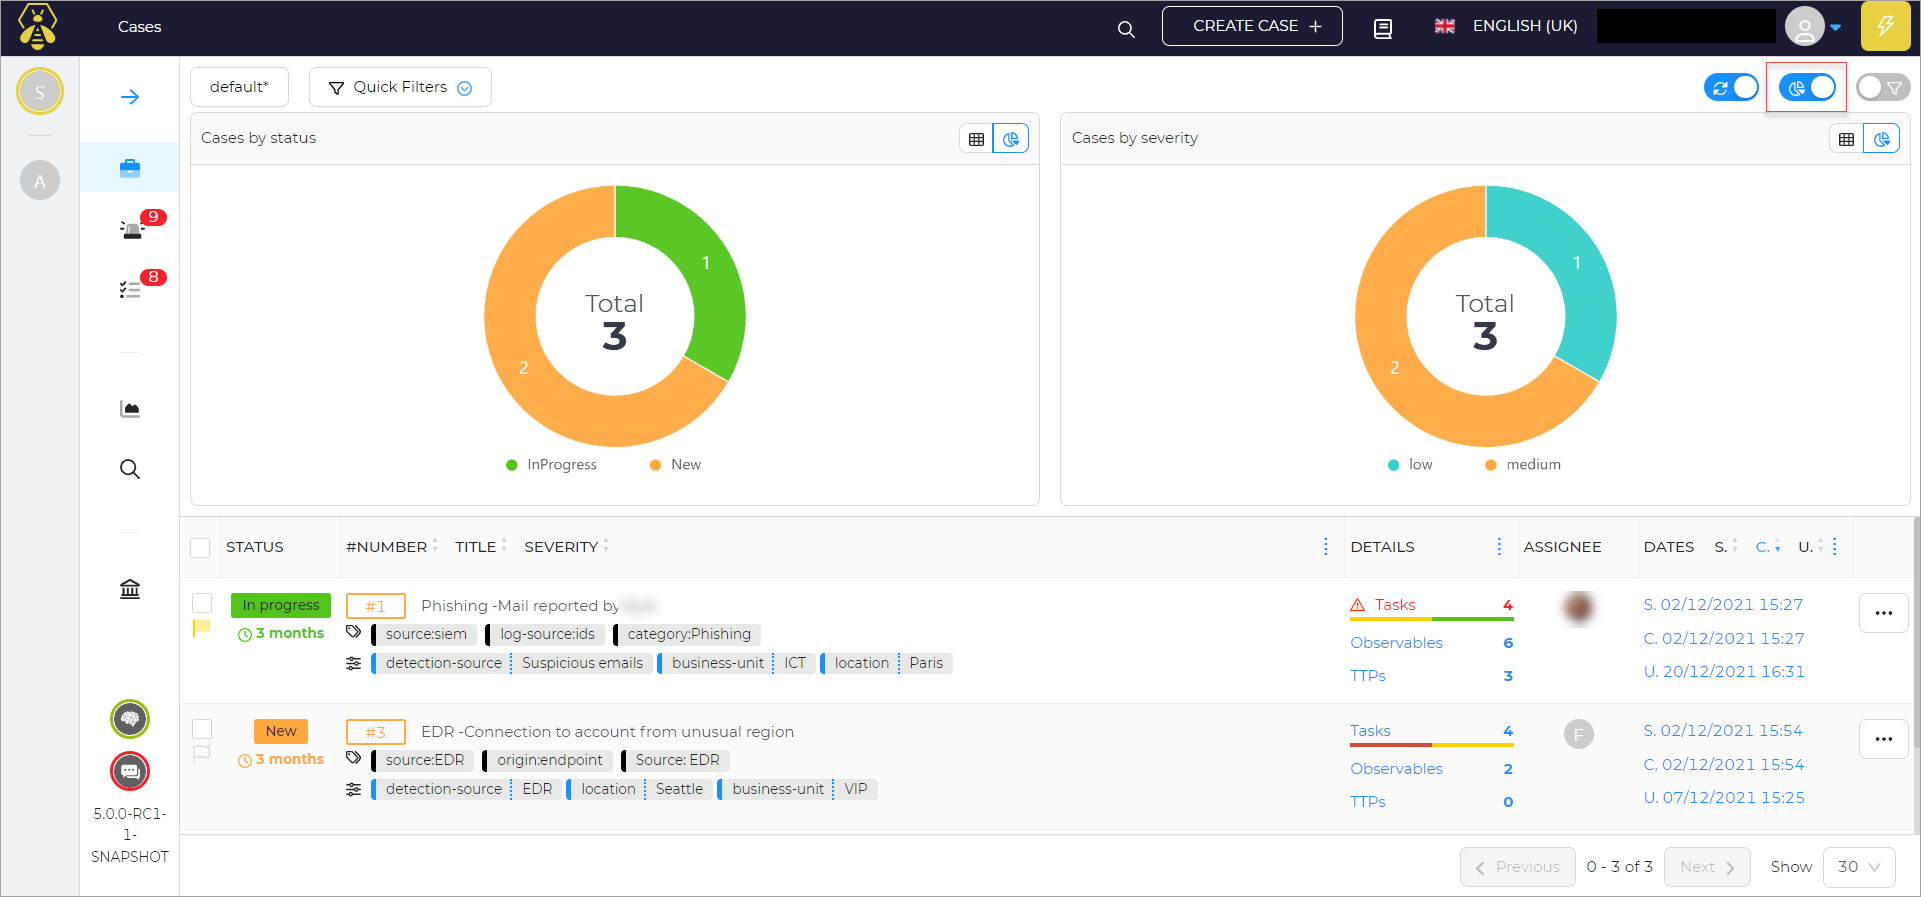 Cases
CREATE CASE +
ENGLISH (UK)
S
A
9
8
5.0.0-RC1-
1-
SNAPSHOT
default*
Quick Filters
Cases by status
1
2
Total
3
InProgress
New
Cases by severity
1
2
Total
3
low
medium
STATUS
#NUMBER
TITLE
SEVERITY
DETAILS
ASSIGNEE
DATES
S.
C.
U.
In progress
3 months
#1
Phishing -Mail reported by
source:siem
log-source:ids
category:Phishing
detection-source
Suspicious emails
business-unit
ICT
location
Paris
Tasks 4
Observables 6
TTPs 3
S. 02/12/2021 15:27
C. 02/12/2021 15:27
U. 20/12/2021 16:31
New
3 months
#3
EDR -Connection to account from unusual region
source:EDR
origin:endpoint
Source: EDR
detection-source
EDR
location
Seattle
business-unit
VIP
Tasks 4
Observables 2
TTPs 0
F
S. 02/12/2021 15:54
C. 02/12/2021 15:54
U. 07/12/2021 15:25
Previous
0 - 3 of 3
Next
Show
30